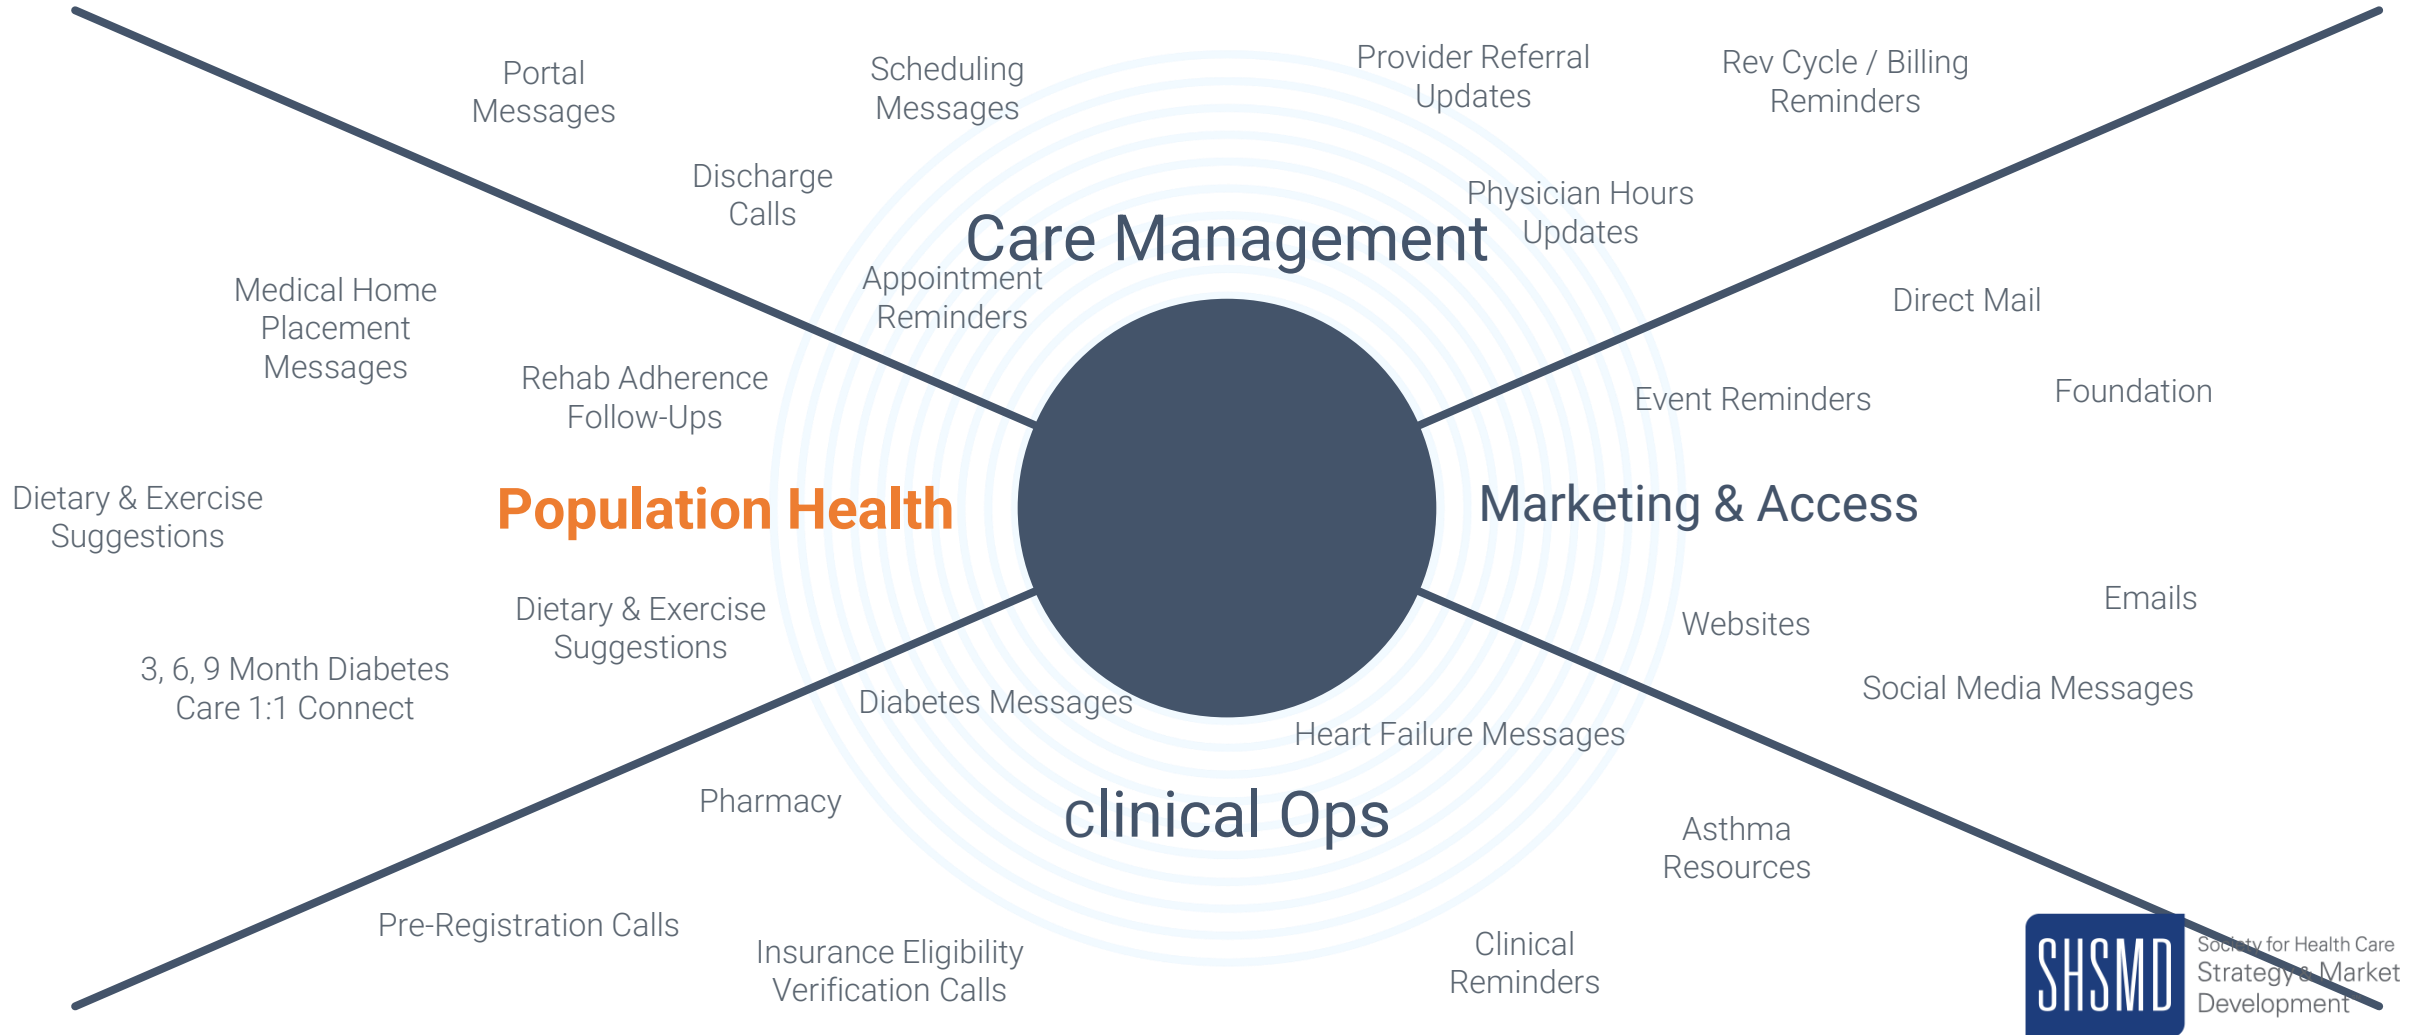 Portal
Messages
Scheduling
Messages
Provider Referral
Updates
Rev Cycle / Billing
Reminders
Discharge
Calls
Physician Hours
Updates
Care Management
Appointment
Reminders
Medical Home
Placement
Messages
Rehab Adherence
Follow-Ups
Dietary & Exercise
Suggestions
Population Health
Dietary & Exercise
Suggestions
3, 6, 9 Month Diabetes
Care 1:1 Connect
Direct Mail
Event Reminders
Foundation
Marketing & Access
Emails
Websites
Social Media Messages
Diabetes Messages
Heart Failure Messages
Pharmacy
clinical Ops
Asthma
Resources
Pre-Registration Calls
Insurance Eligibility
Verification Calls
Clinical
Reminders
SHSMD
Society for Health Care
Strategy & Market
Development